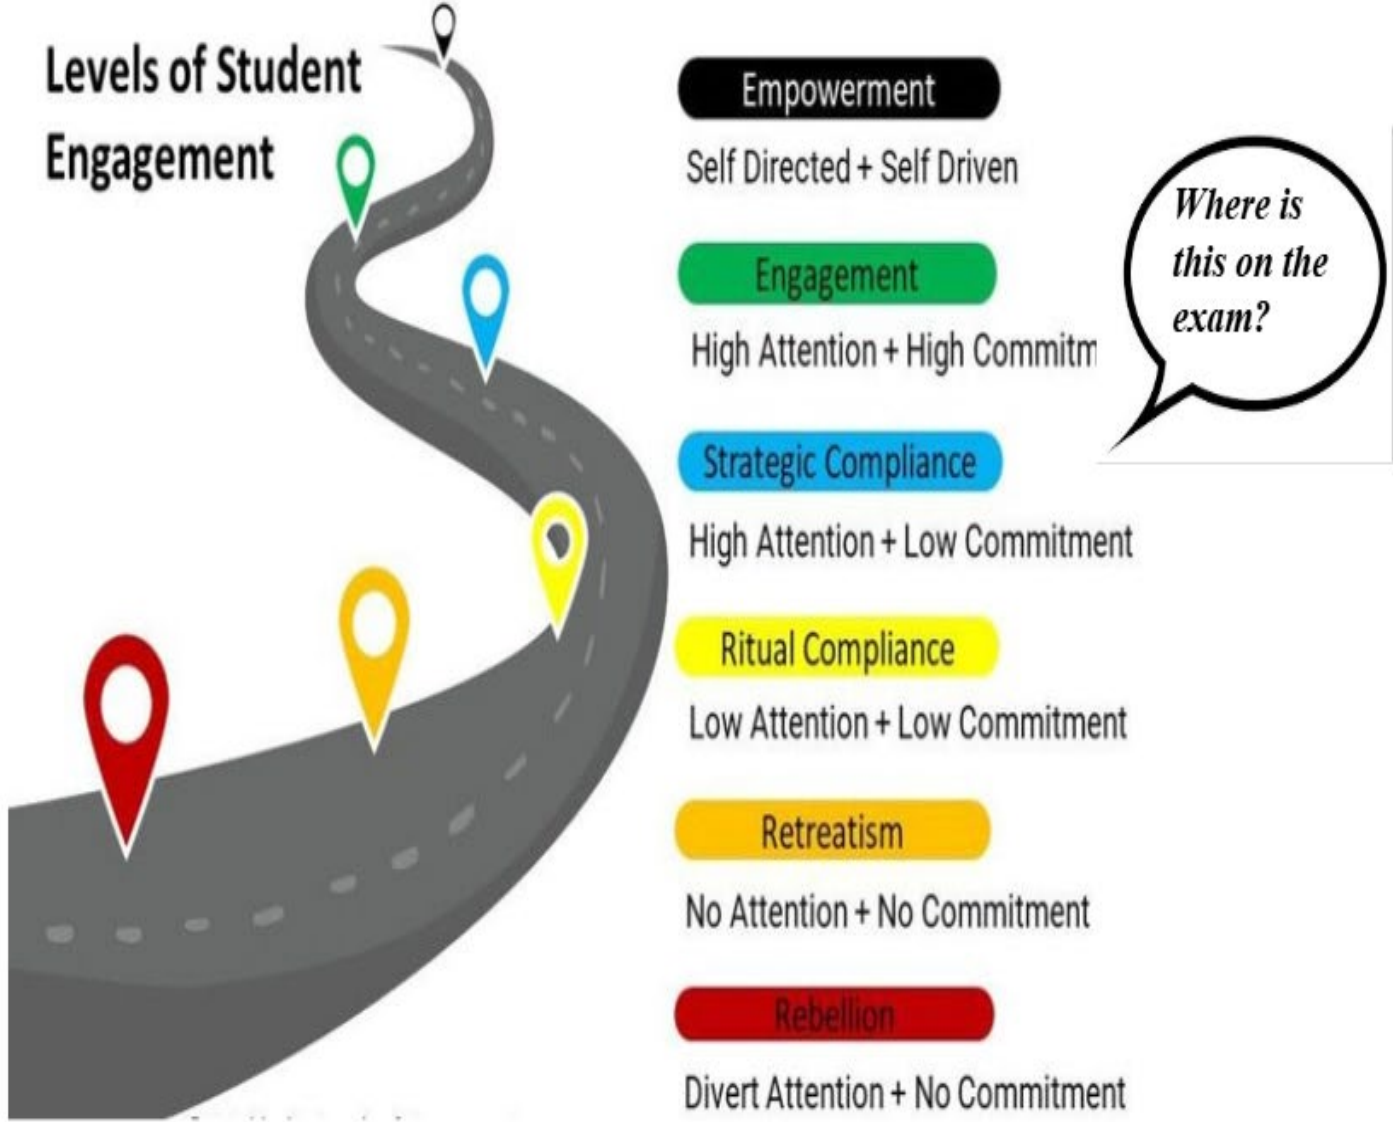 Levels of Student
Engagement
Empowerment
Self Directed + Self Driven
Engagement
High Attention + High Commitm
Strategic Compliance
High Attention + Low Commitment
Ritual Compliance
Low Attention + Low Commitment
Retreatism
No Attention + No Commitment
Rebellion
Divert Attention + No Commitment
Where is
this on the
exam?